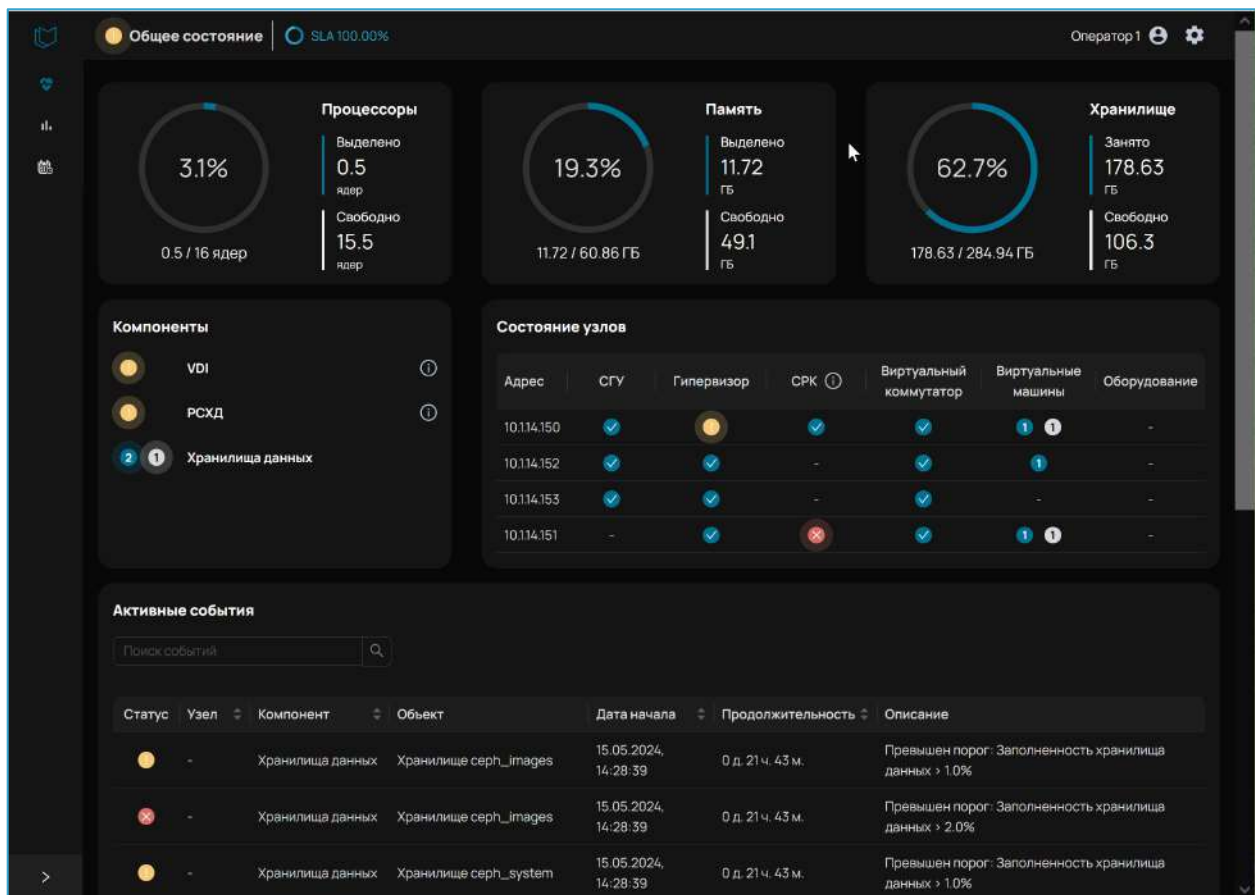 Общее состояние
SLA 100.00%
Оператор 1
3.1%
0.5 / 16 ядер
Процессоры
Выделено
0.5
ядер
Свободно
15.5
ядер
19.3%
11.72 / 60.86 ГБ
Память
Выделено
11.72
ГБ
Свободно
49.1
ГБ
62.7%
178.63 / 284.94 ГБ
Хранилище
Занято
178.63
ГБ
Свободно
106.3
ГБ
Компоненты
VDI
РСХД
2 1 Хранилища данных
Состояние узлов
Адрес СГУ Гипервизор СРК Виртуальный коммутатор Виртуальные машины Оборудование
10.1.14.150 1 1 -
10.1.14.152 - 1 -
10.1.14.153 - - -
10.1.14.151 - 1 1 -
Активные события
Поиск событий
Статус Узел Компонент Объект Дата начала Продолжительность Описание
- Хранилища данных Хранилище ceph_images 15.05.2024, 0 д. 21 ч. 43 м. Превышен порог: Заполненность хранилища
14:28:39 данных > 1.0%
- Хранилища данных Хранилище ceph_images 15.05.2024, 0 д. 21 ч. 43 м. Превышен порог: Заполненность хранилища
14:28:39 данных > 2.0%
- Хранилища данных Хранилище ceph_system 15.05.2024, 0 д. 21 ч. 43 м. Превышен порог: Заполненность хранилища
14:28:39 данных > 1.0%